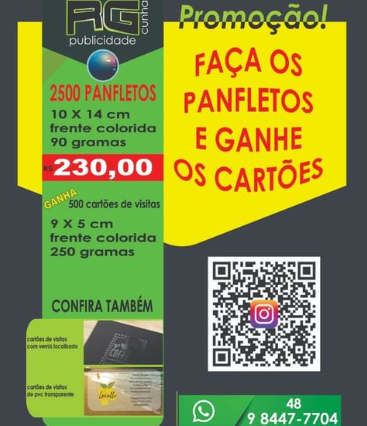 RG
cunha
publicidade
Promoção!
2500 PANFLETOS
10 X 14 cm
frente colorida
90 gramas
R$230,00
GANHA 500 cartões de visitas
9 X 5 cm
frente colorida
250 gramas
CONFIRA TAMBÉM
cartões de visitas
com verniz localizado
cartões de visitas
de pvc transparente
FAÇA OS
PANFLETOS
E GANHE
OS CARTÕES
48
9 8447-7704